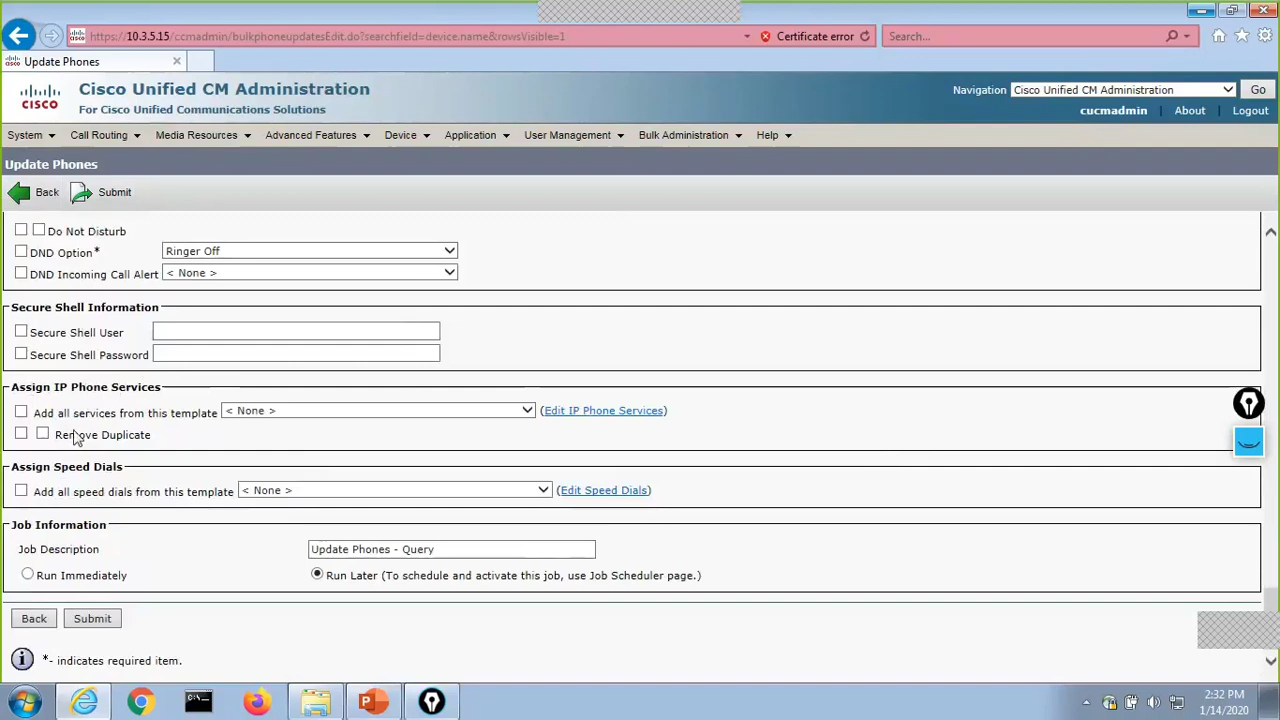 https://10.3.5.15/ccmadmin/bulkphoneupdatesEdit.do?searchfield=device.name&rowsVisible=1
Certificate error
Search...
Update Phones
CISCO
Cisco Unified CM Administration
For Cisco Unified Communications Solutions
Navigation Cisco Unified CM Administration Go
cucmadmin About Logout
System Call Routing Media Resources Advanced Features Device Application User Management Bulk Administration Help
Update Phones
Back Submit
Do Not Disturb
DND Option* Ringer Off
DND Incoming Call Alert < None >
Secure Shell Information
Secure Shell User
Secure Shell Password
Assign IP Phone Services
Add all services from this template < None > (Edit IP Phone Services)
Remove Duplicate
Assign Speed Dials
Add all speed dials from this template < None > (Edit Speed Dials)
Job Information
Job Description Update Phones - Query
Run Immediately Run Later (To schedule and activate this job, use Job Scheduler page.)
Back Submit
*- indicates required item.
2:32 PM
1/14/2020